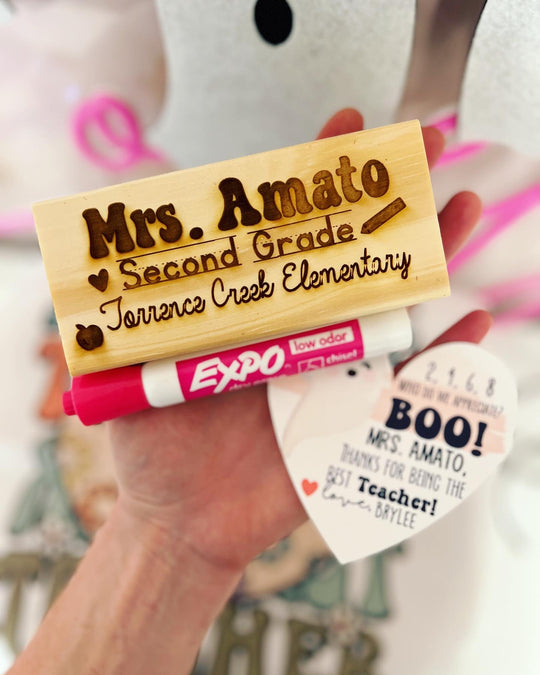 Mrs. Amato
Second Grade
Torrence Creek Elementary
EXPO
low odor
chisel
2, 4, 6, 8
WHO DO WE APPRECIATE?
BOO!
MRS. AMATO,
THANKS FOR BEING THE
BEST Teacher!
love, BRYLEE